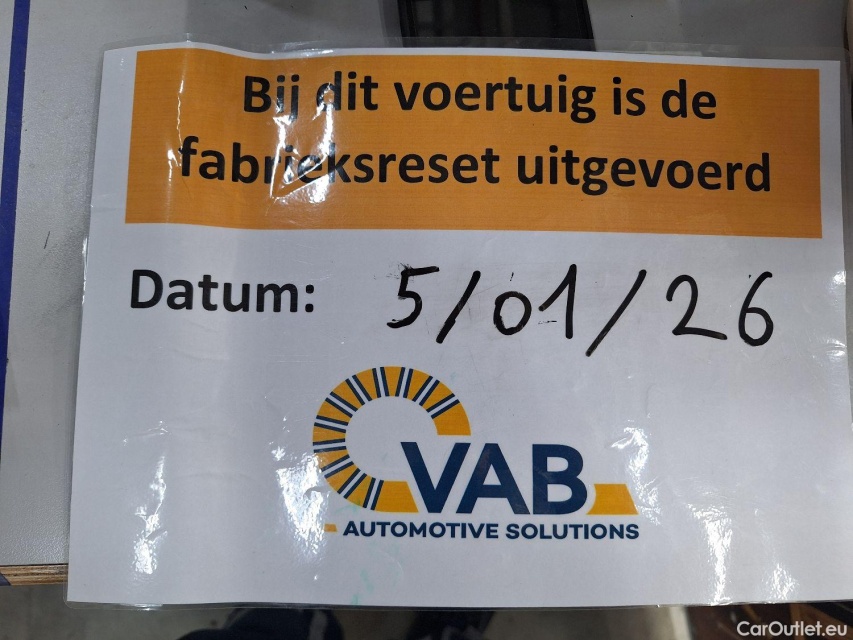 Bij dit voertuig is de
fabrieksreset uitgevoerd
Datum: 5/01/26
VAB
AUTOMOTIVE SOLUTIONS
CarOutlet.eu